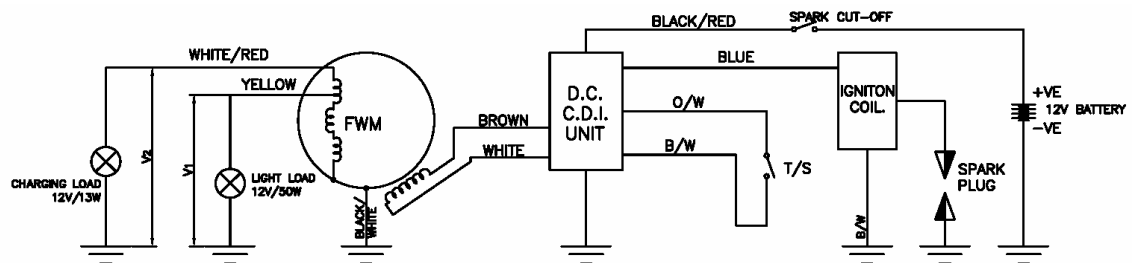 BLACK/RED
SPARK CUT-OFF
WHITE/RED
BLUE
YELLOW
D.C.
C.D.I.
UNIT
IGNITON
COIL.
+VE
12V BATTERY
-VE
O/W
FWM
BROWN
WHITE
B/W
T/S
V2
V1
CHARGING LOAD
12V/13W
LIGHT LOAD
12V/50W
SPARK
PLUG
BLACK/
WHITE
B/W